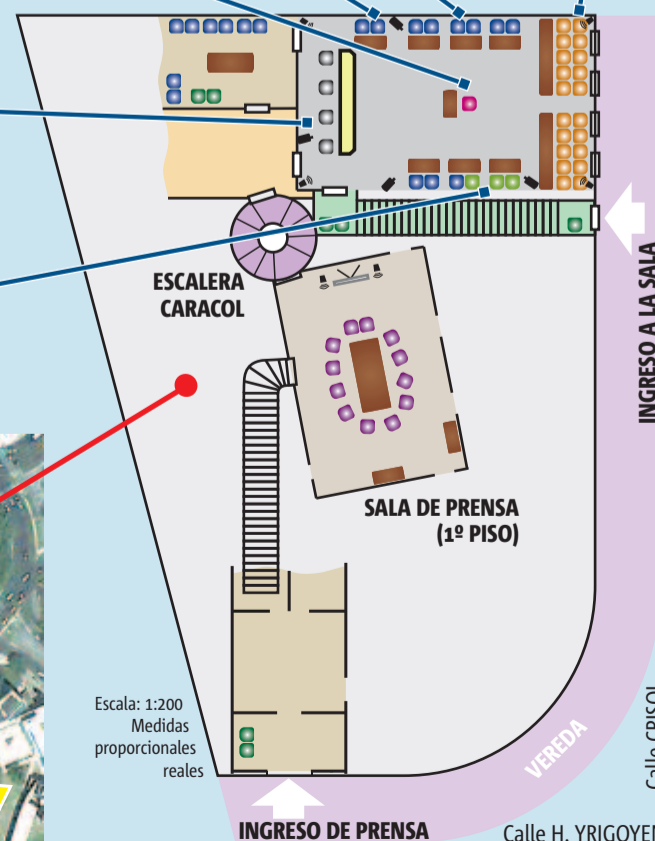 ESCALERA
CARACOL
INGRESO A LA SALA
SALA DE PRENSA
(1º PISO)
Escala: 1:200
Medidas
proporcionales
reales
VEREDA
Calle CRISOL
INGRESO DE PRENSA
Calle H. YRIGOYEN